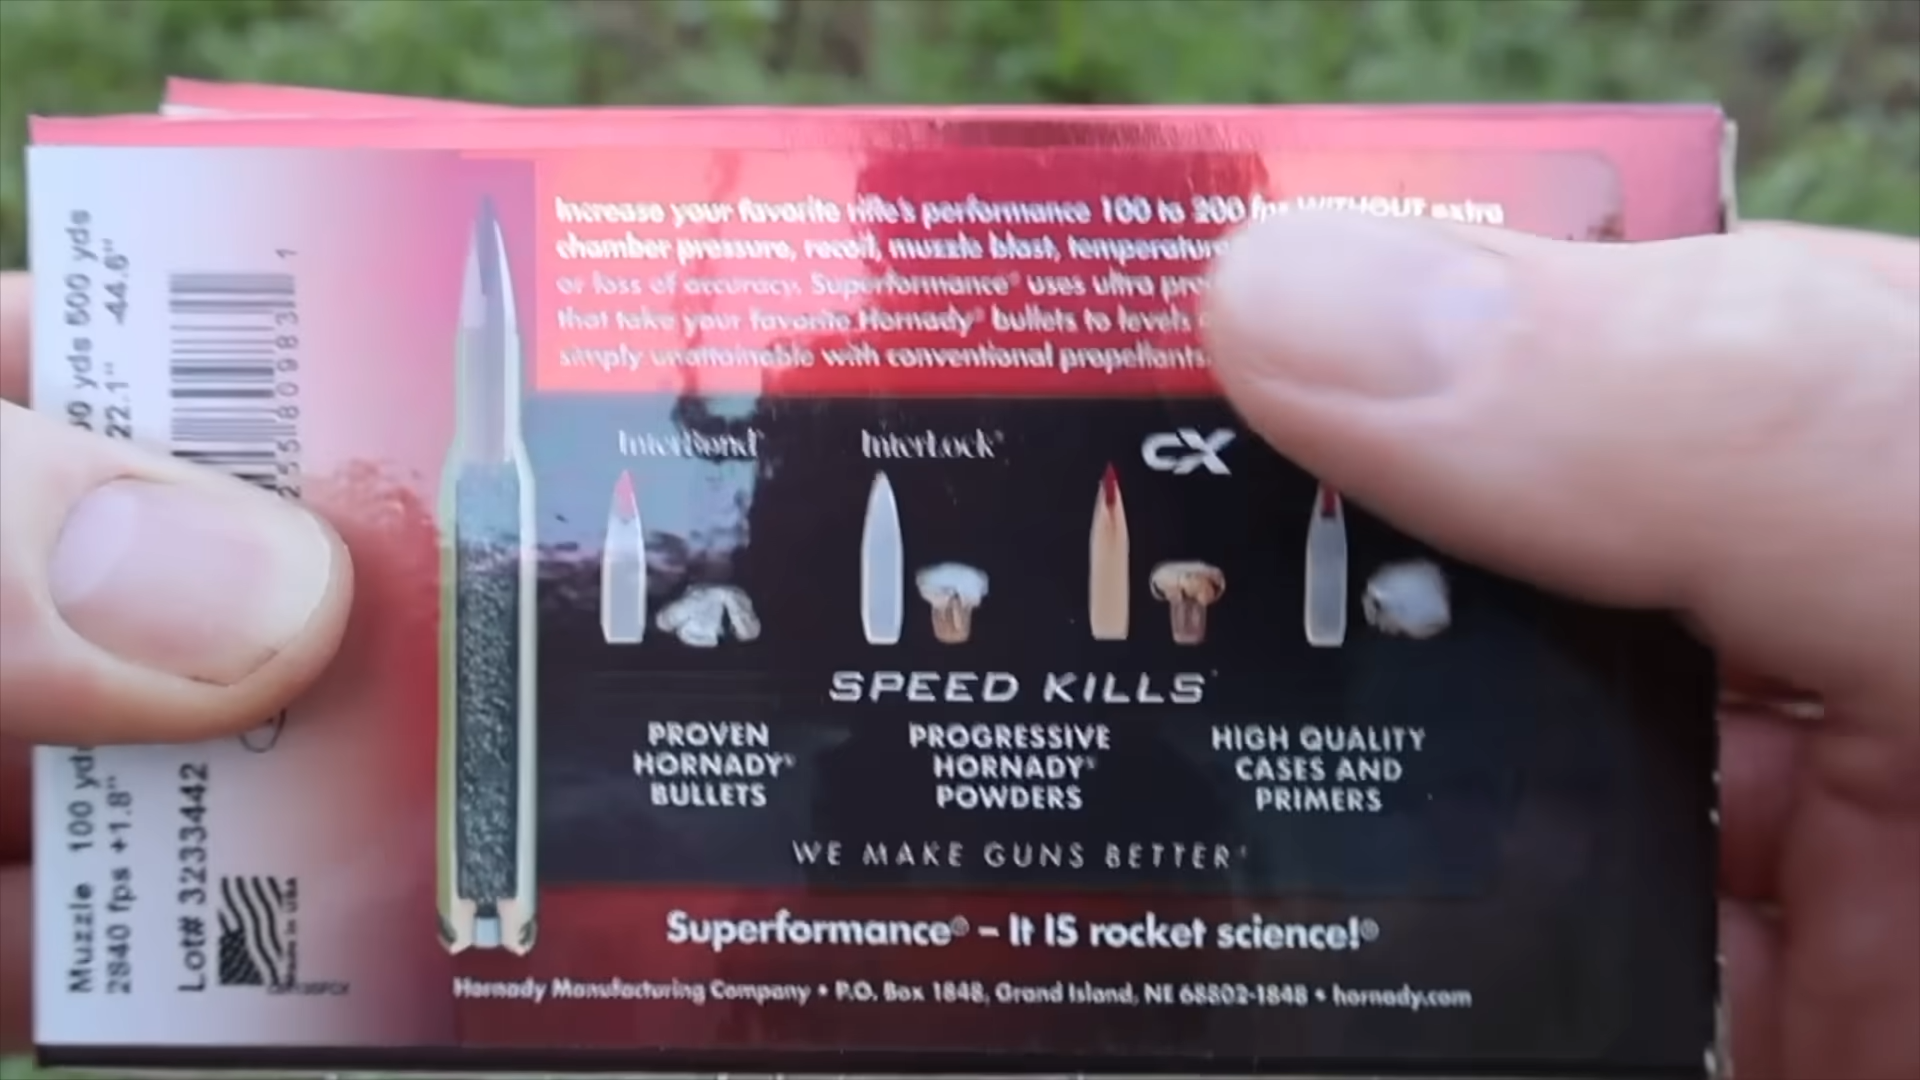 Increase your favorite rifle's performance 100 to 200 fps WITHOUT extra
chamber pressure, recoil, muzzle blast, temperature
or loss of accuracy. Superformance® uses ultra
that take your favorite Hornady® bullets to levels
simply unattainable with conventional propellants.
InterBond®
InterLock®
CX
SPEED KILLS
PROVEN
HORNADY®
BULLETS
PROGRESSIVE
HORNADY®
POWDERS
HIGH QUALITY
CASES AND
PRIMERS
WE MAKE GUNS BETTER
Superformance® – It IS rocket science!®
Hornady Manufacturing Company • P.O. Box 1848, Grand Island, NE 68802-1848 • hornady.com
Muzzle 100 yds 500 yds
2840 fps +1.8" 22.1" -44.6"
Lot# 3233442
Made in USA